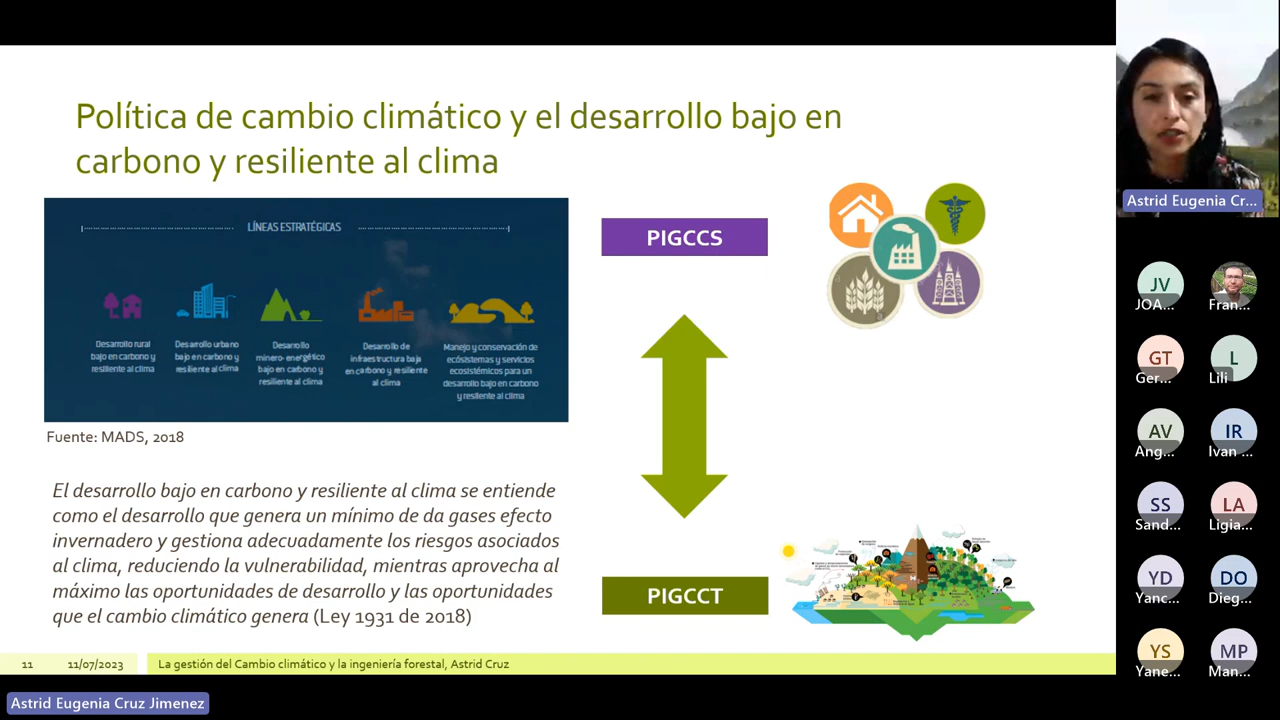 Política de cambio climático y el desarrollo bajo en
carbono y resiliente al clima
LÍNEAS ESTRATÉGICAS
Desarrollo rural
bajo en carbono y
resiliente al clima
Desarrollo urbano
bajo en carbono y
resiliente al clima
Desarrollo
minero-energético
bajo en carbono y
resiliente al clima
Desarrollo de
infraestructura baja
en carbono y resiliente
al clima
Manejo y conservación de
ecosistemas y servicios
ecosistémicos para un
desarrollo bajo en carbono
y resiliente al clima
Fuente: MADS, 2018
El desarrollo bajo en carbono y resiliente al clima se entiende
como el desarrollo que genera un mínimo de da gases efecto
invernadero y gestiona adecuadamente los riesgos asociados
al clima, reduciendo la vulnerabilidad, mientras aprovecha al
máximo las oportunidades de desarrollo y las oportunidades
que el cambio climático genera (Ley 1931 de 2018)
PIGCCS
PIGCCT
11 11/07/2023 La gestión del Cambio climático y la ingeniería forestal, Astrid Cruz
Astrid Eugenia Cruz Jimenez
Astrid Eugenia Cr...
JV
JOA...
Fran...
GT
Ger...
L
Lili
AV
Ang...
IR
Ivan ...
SS
Sand...
LA
Ligia...
YD
Yanc...
DO
Dieg...
YS
Yane...
MP
Man...